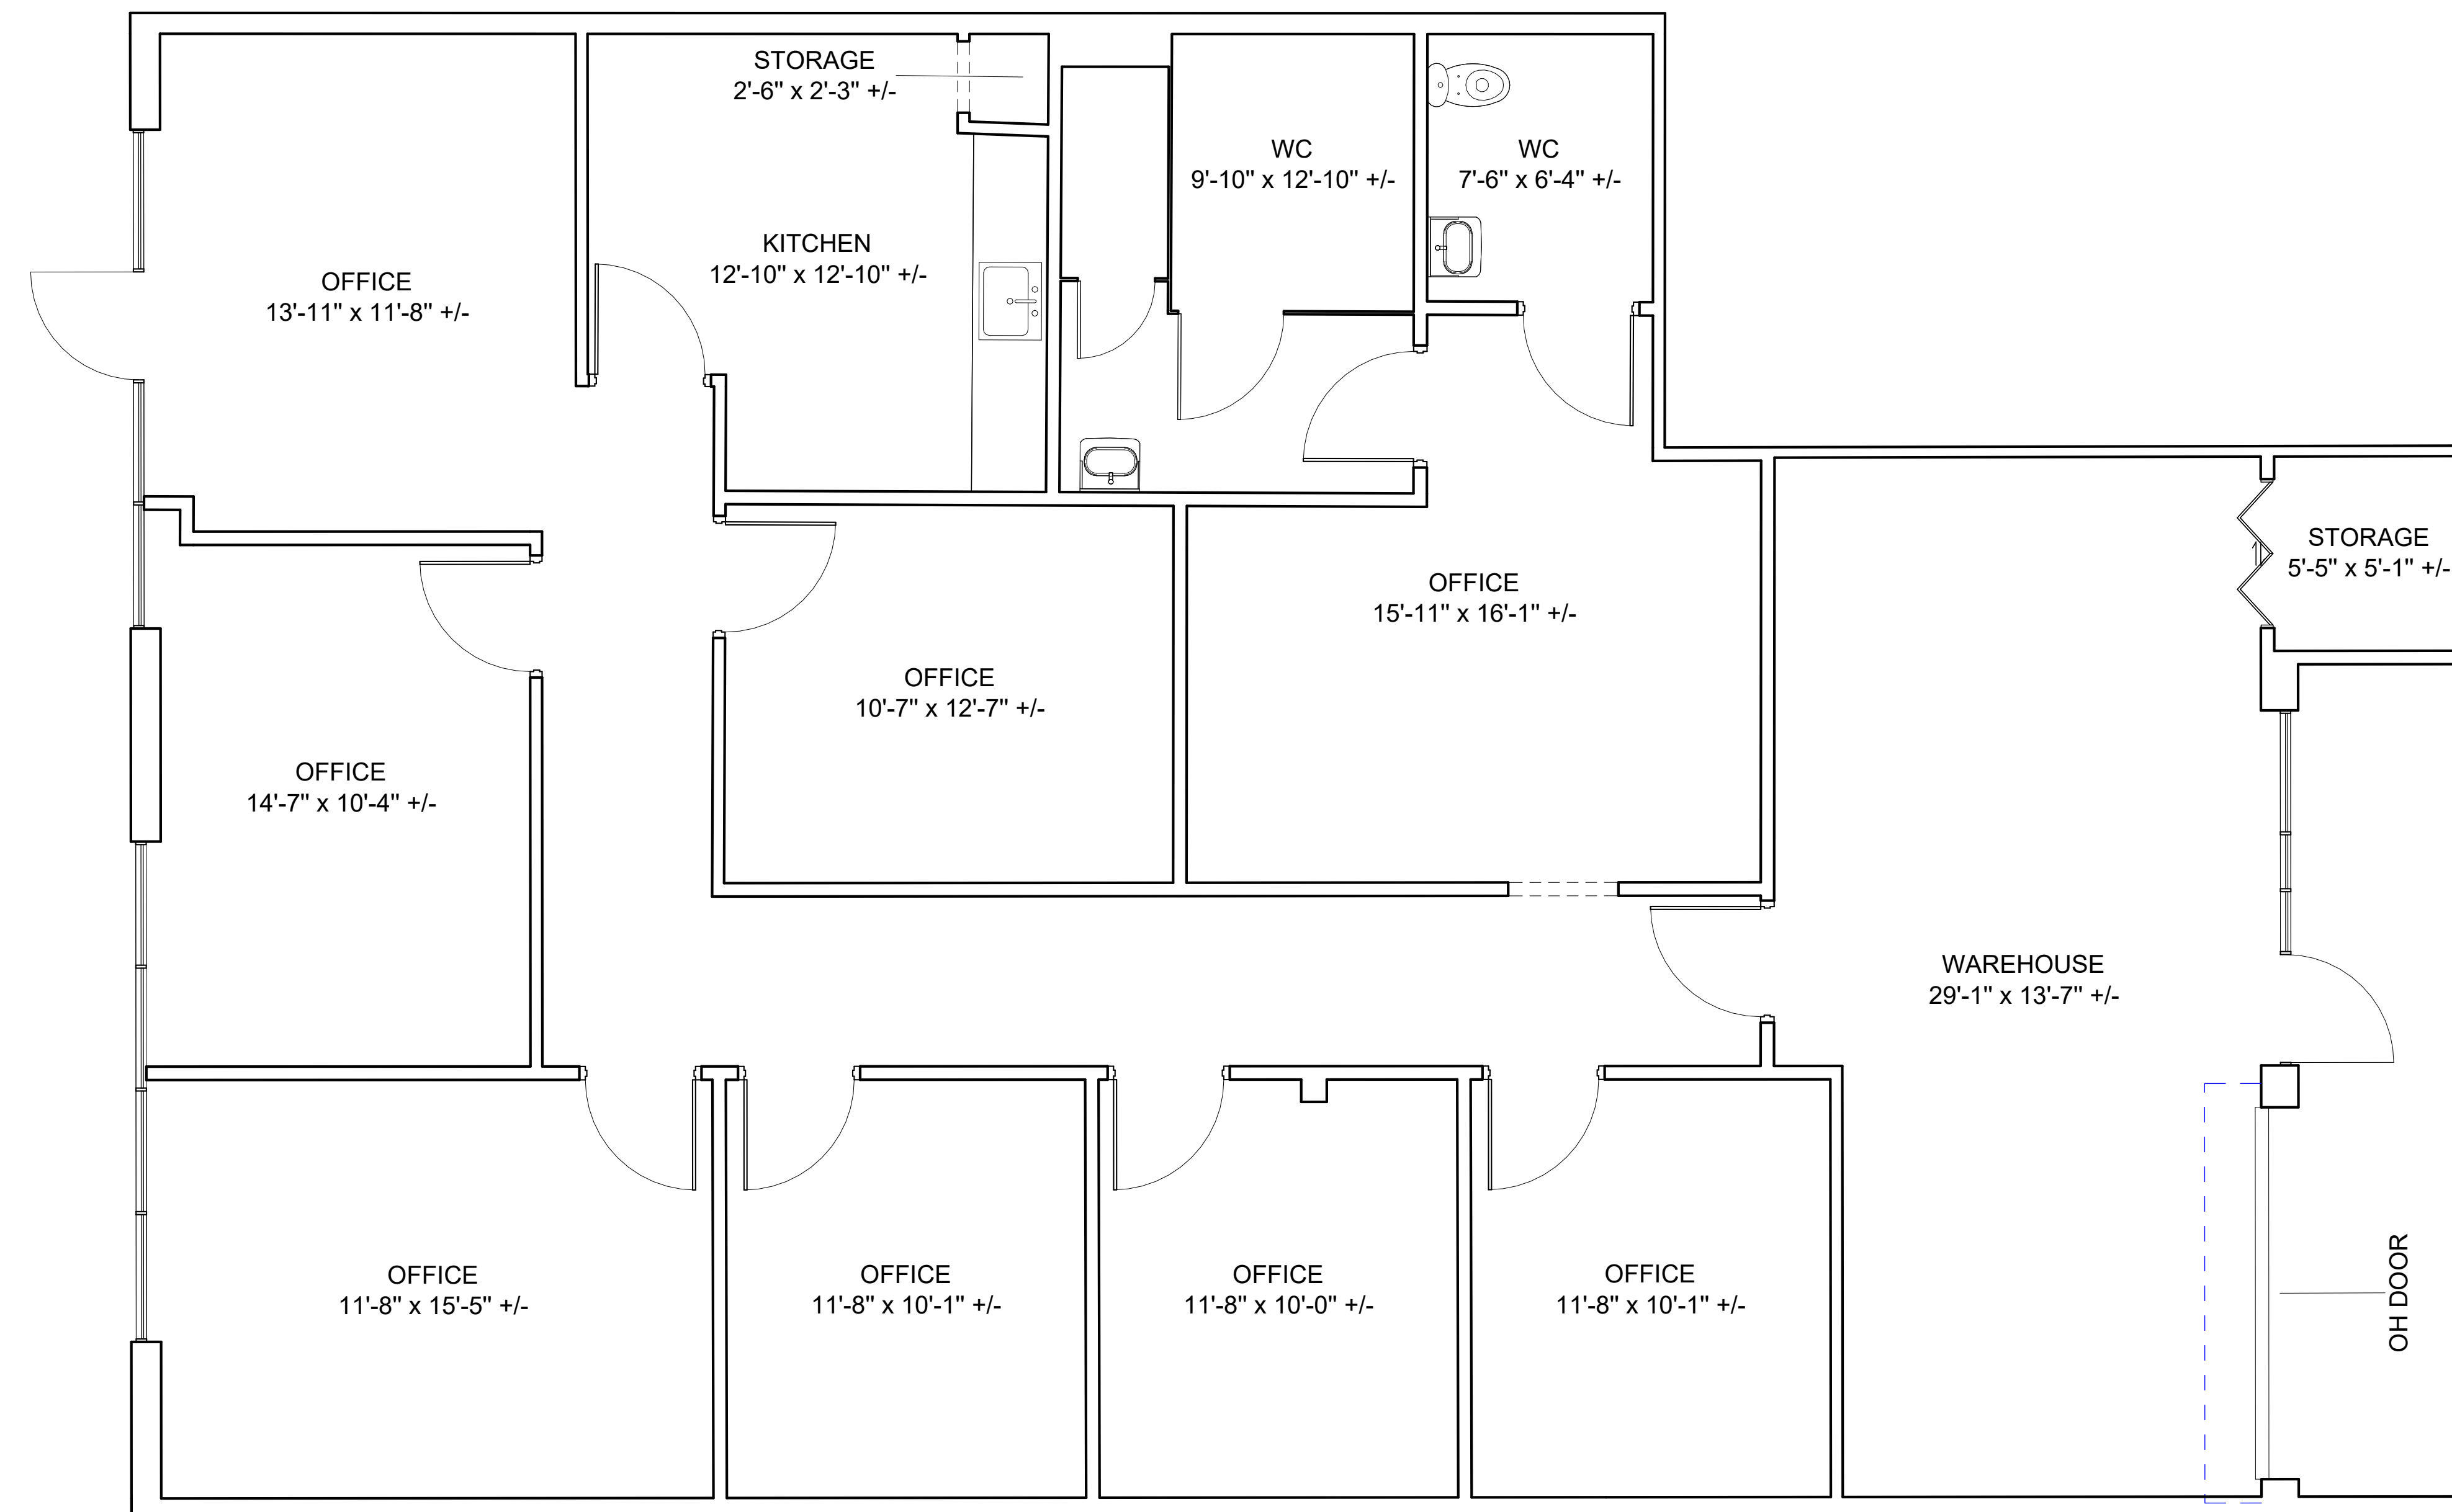 STORAGE
2'-6" x 2'-3" +/-
WC
9'-10" x 12'-10" +/-
WC
7'-6" x 6'-4" +/-
KITCHEN
12'-10" x 12'-10" +/-
OFFICE
13'-11" x 11'-8" +/-
STORAGE
5'-5" x 5'-1" +/-
OFFICE
15'-11" x 16'-1" +/-
OFFICE
10'-7" x 12'-7" +/-
OFFICE
14'-7" x 10'-4" +/-
WAREHOUSE
29'-1" x 13'-7" +/-
OFFICE
11'-8" x 15'-5" +/-
OFFICE
11'-8" x 10'-1" +/-
OFFICE
11'-8" x 10'-0" +/-
OFFICE
11'-8" x 10'-1" +/-
OH DOOR